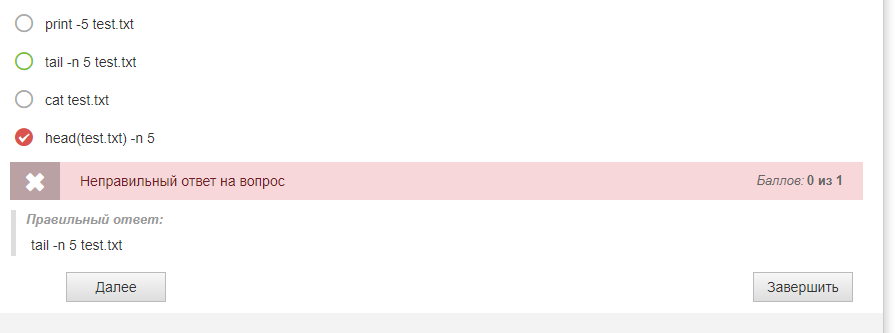 print -5 test.txt
tail -n 5 test.txt
cat test.txt
head(test.txt) -n 5
Неправильный ответ на вопрос Баллов: 0 из 1
Правильный ответ:
tail -n 5 test.txt
Далее Завершить